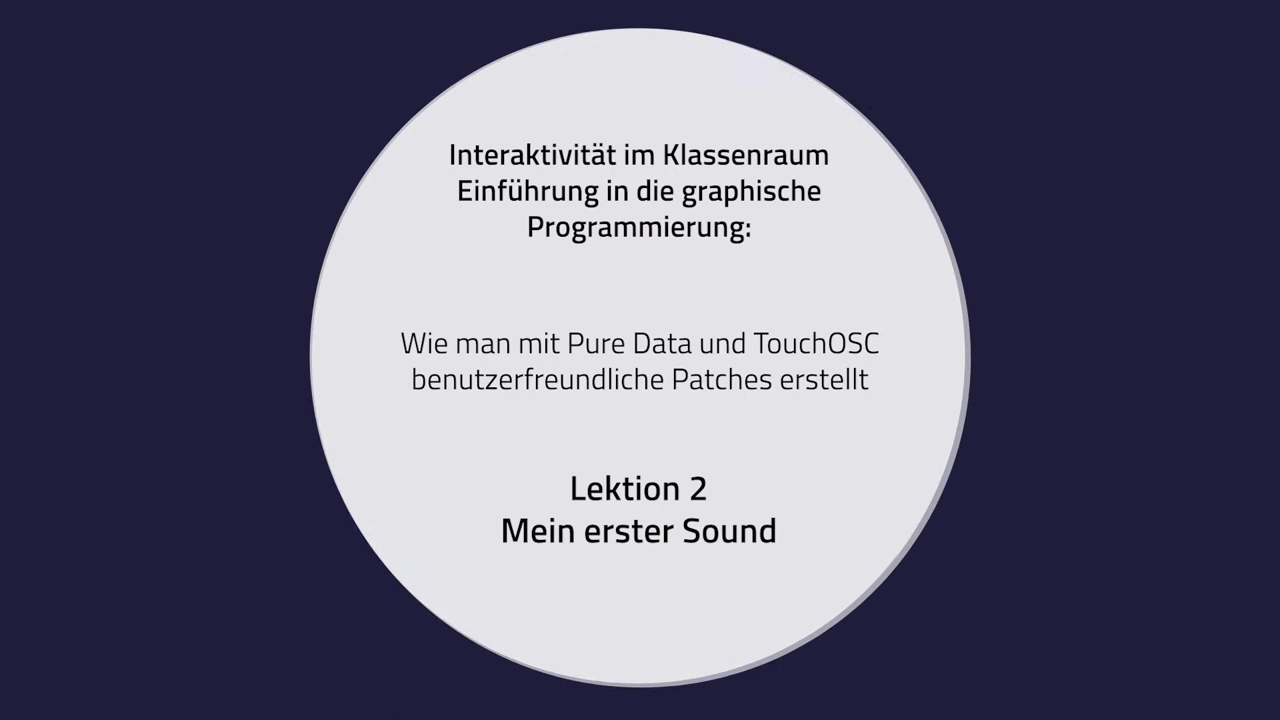 Interaktivität im Klassenraum
Einführung in die graphische
Programmierung:
Wie man mit Pure Data und TouchOSC
benutzerfreundliche Patches erstellt
Lektion 2
Mein erster Sound